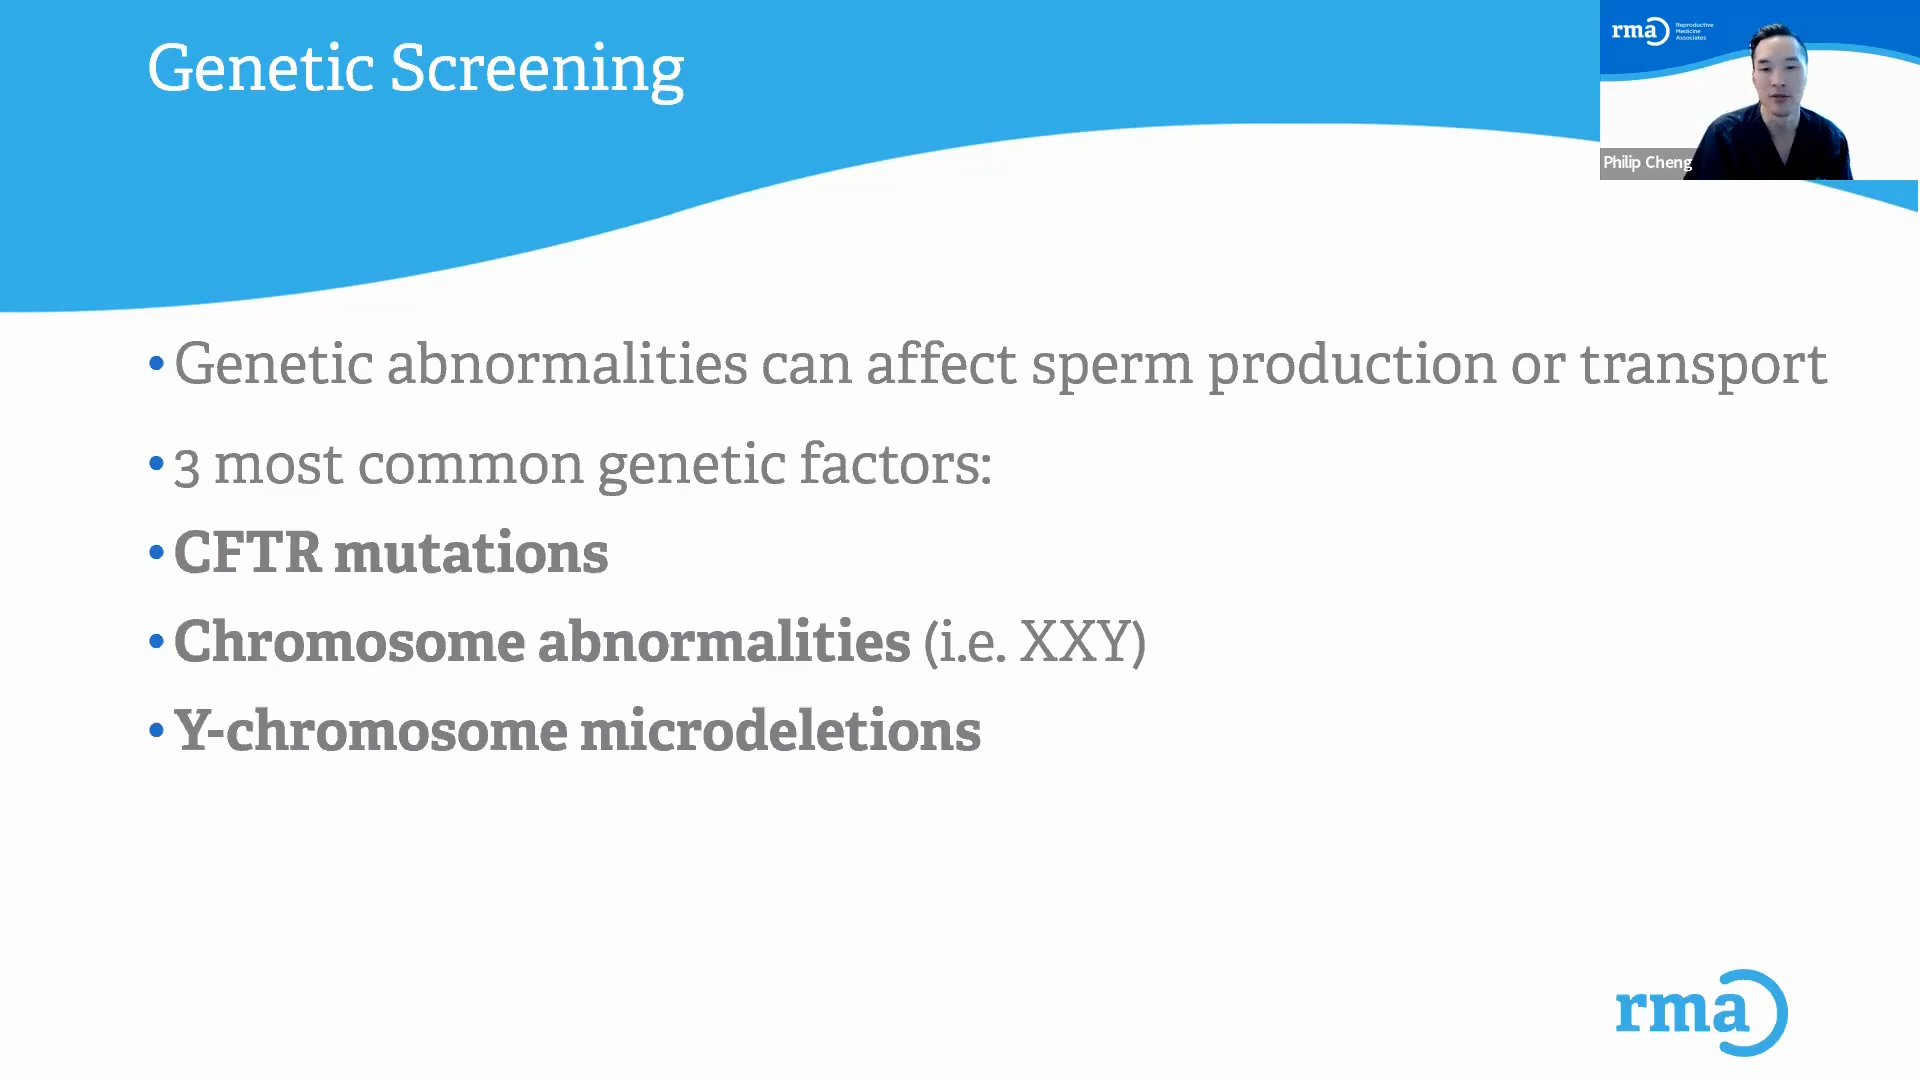 Genetic Screening
rma
Reproductive
Medicine
Associates
Philip Cheng
• Genetic abnormalities can affect sperm production or transport
• 3 most common genetic factors:
• CFTR mutations
• Chromosome abnormalities (i.e. XXY)
• Y-chromosome microdeletions
rma